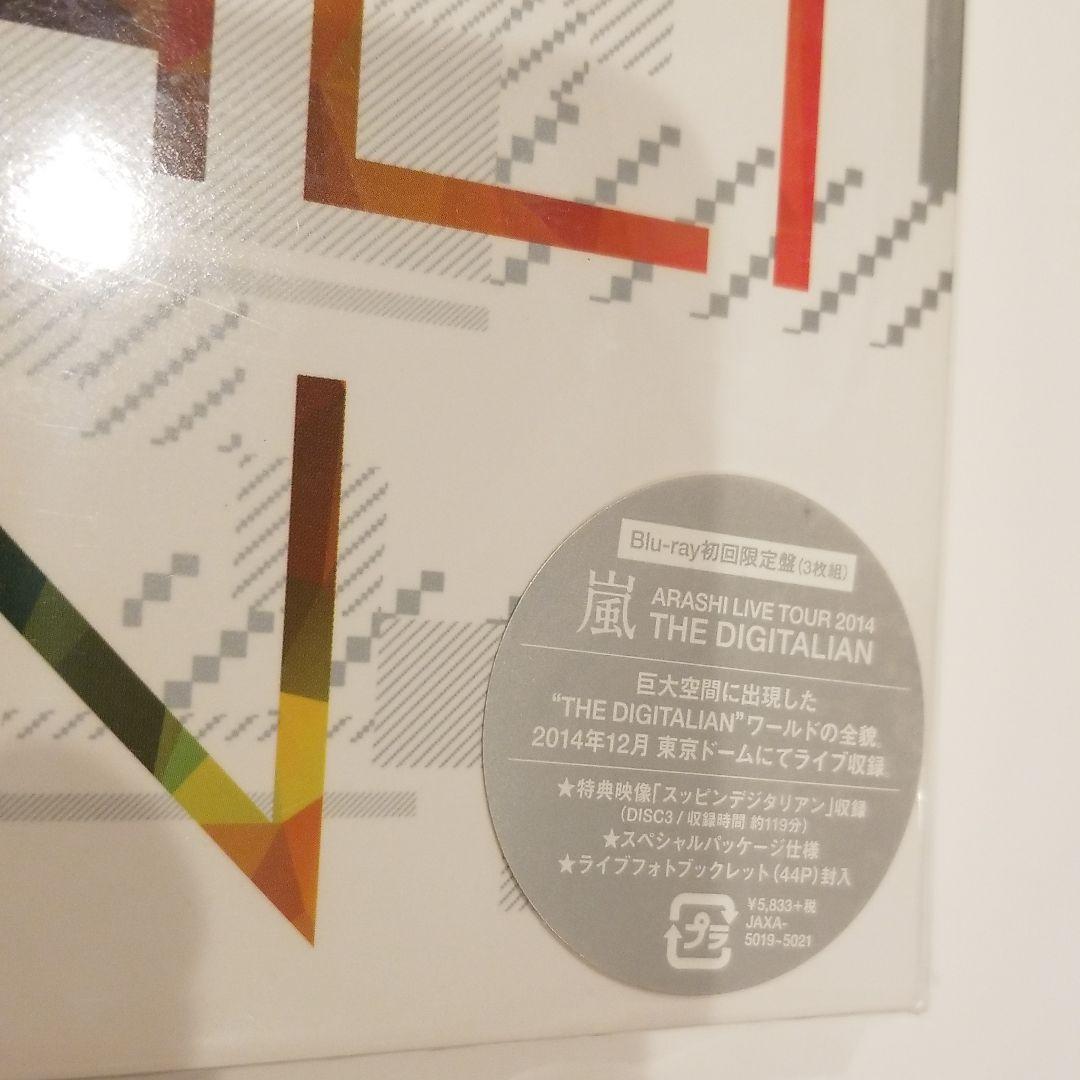 Blu-ray初回限定盤(3枚組)
嵐
ARASHI LIVE TOUR 2014
THE DIGITALIAN
巨大空間に出現した
“THE DIGITALIAN”ワールドの全貌。
2014年12月 東京ドームにてライブ収録。
★特典映像「スッピンデジタリアン」収録
(DISC3 / 収録時間 約119分)
★スペシャルパッケージ仕様
★ライブフォトブックレット(44P)封入
プラ
¥5,833+税
JAXA-
5019~5021